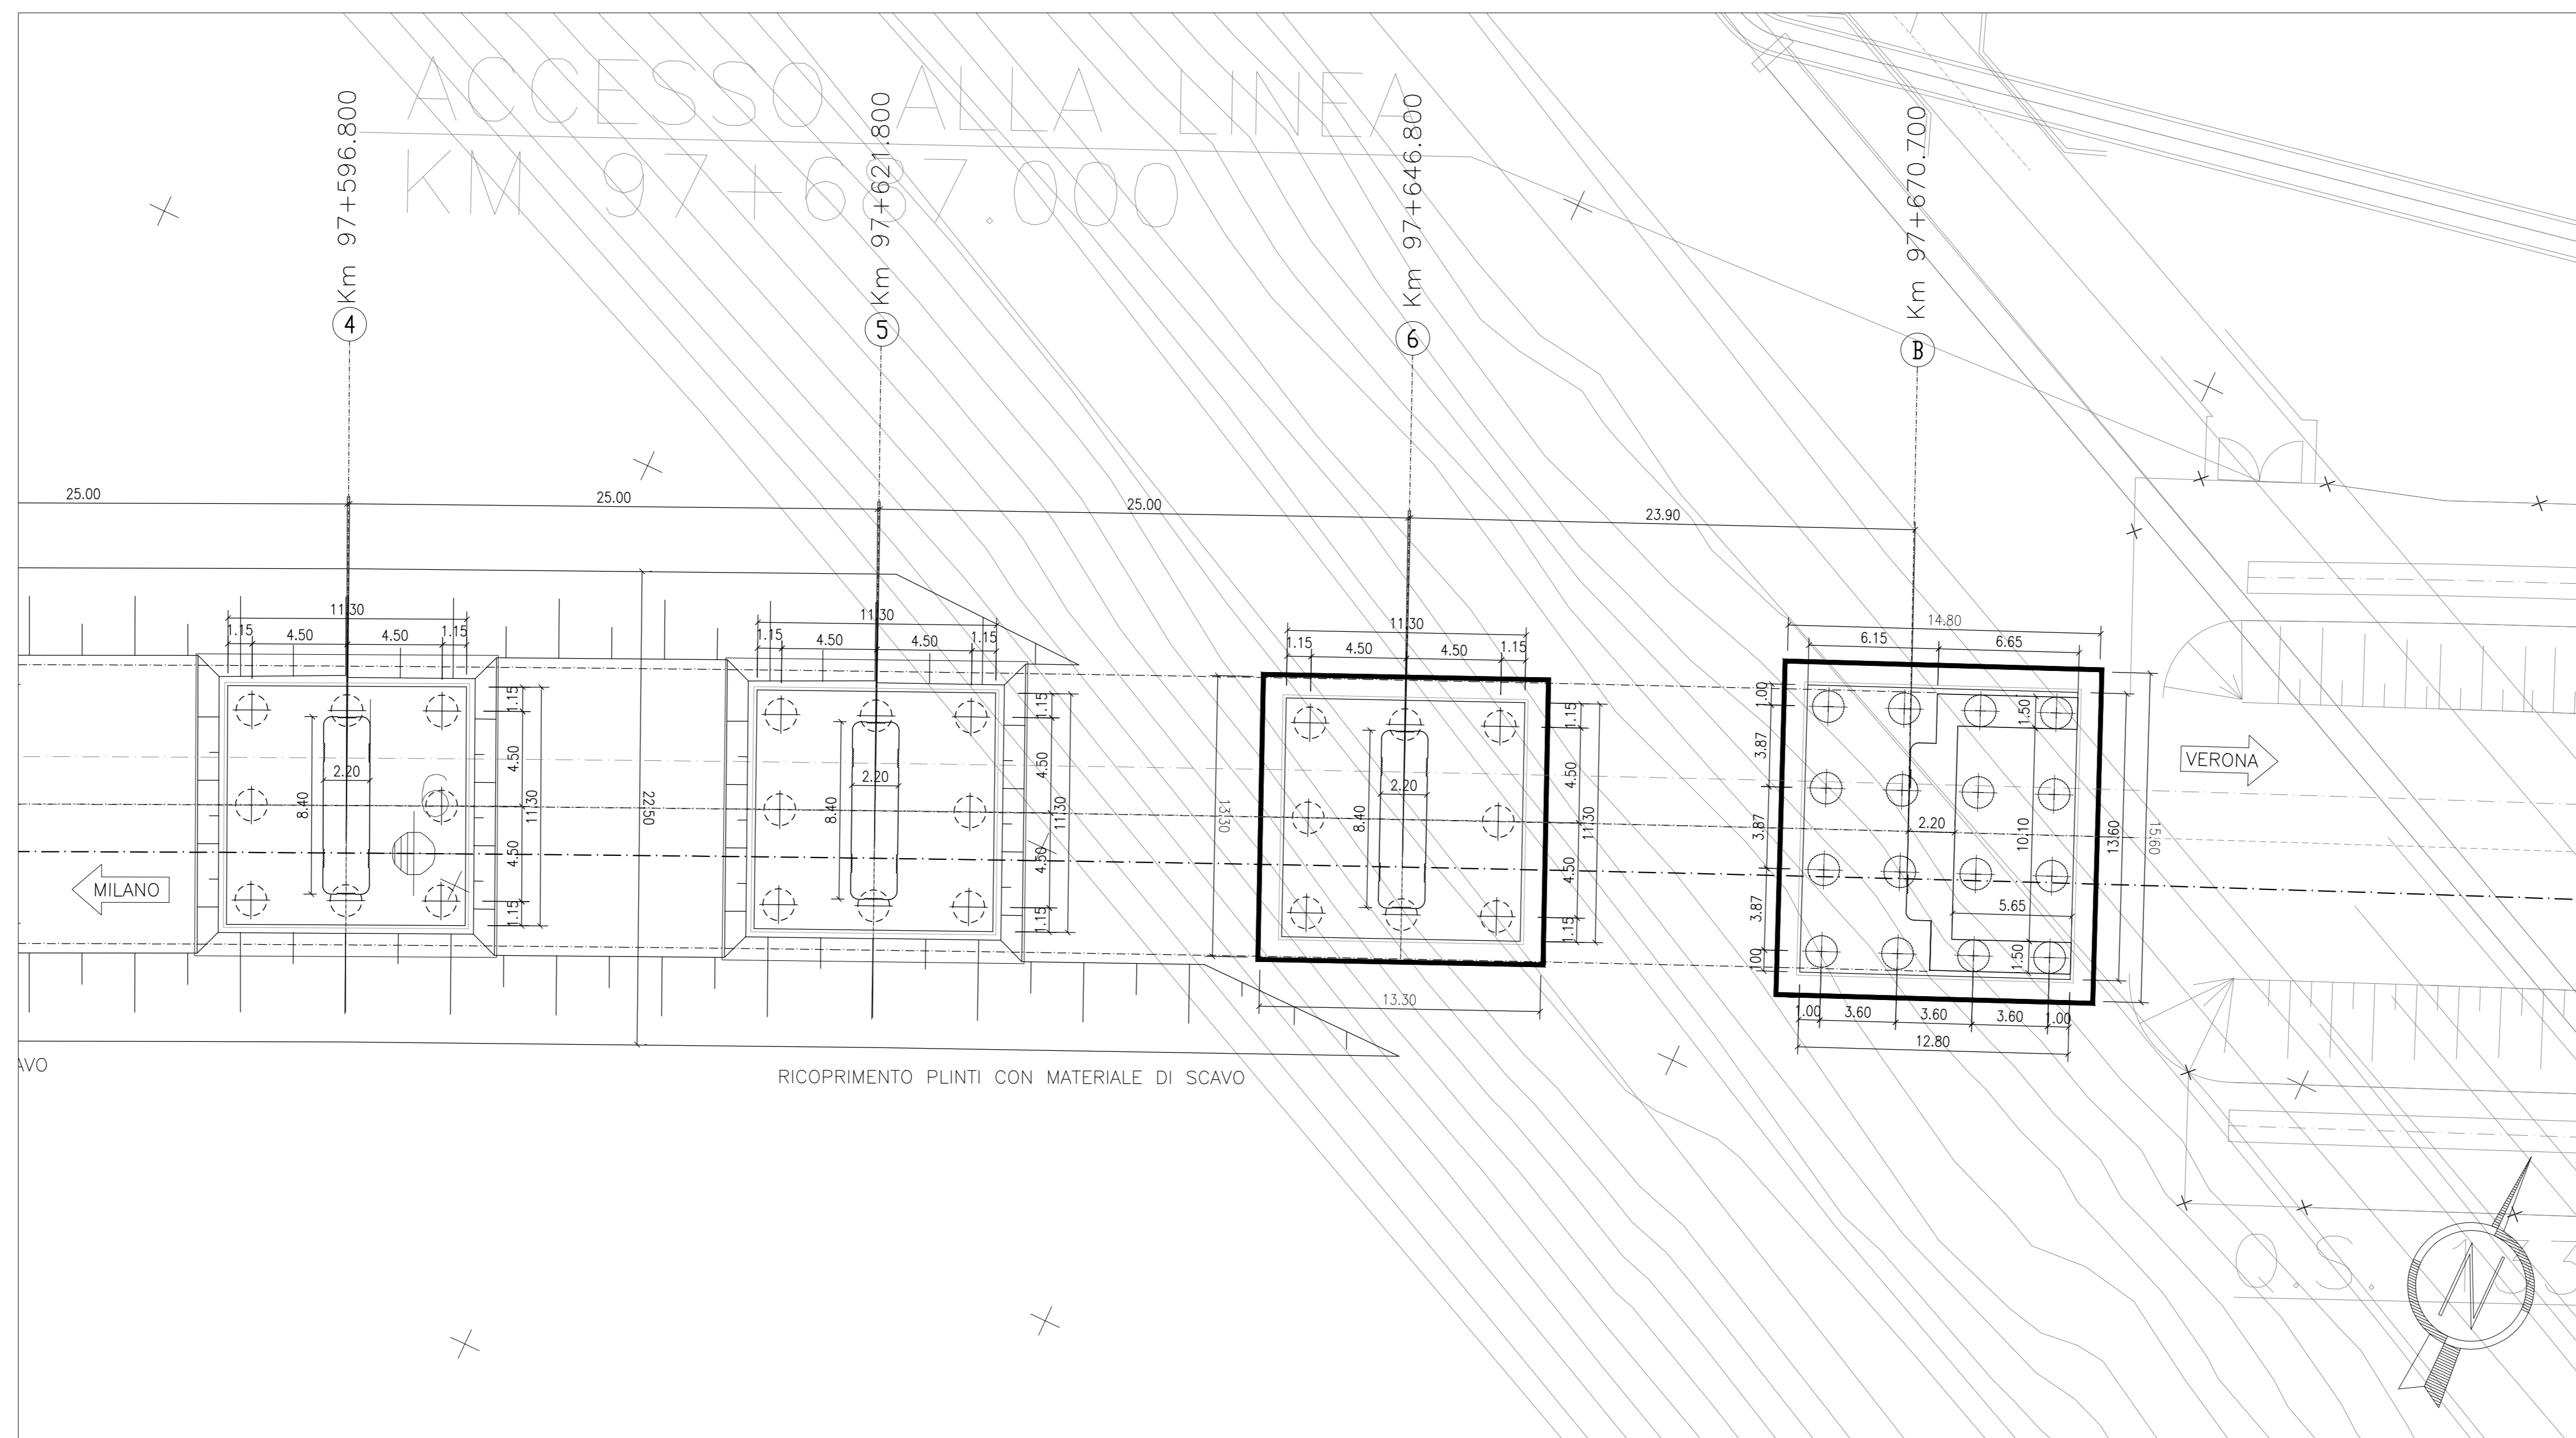 ACCESSO ALLA LINEA
KM 97+637.000
Km 97+596.800
Km 97+621.800
Km 97+646.800
Km 97+670.700
4
5
6
B
25.00
25.00
25.00
23.90
11.30
1.15 4.50 4.50 1.15
1.15
4.50
4.50
1.15
11.30
8.40
2.20
6
22.50
11.30
1.15 4.50 4.50 1.15
1.15
4.50
4.50
1.15
11.30
8.40
2.20
11.30
1.15 4.50 4.50 1.15
1.15
4.50
4.50
1.15
11.30
8.40
2.20
13.30
13.30
14.80
6.15 6.65
1.00
3.87
3.87
3.87
1.00
1.50
10.10
1.50
2.20
5.65
13.60
15.60
1.00 3.60 3.60 3.60 1.00
12.80
MILANO
VERONA
AVO
RICOPRIMENTO PLINTI CON MATERIALE DI SCAVO
O.S.
N